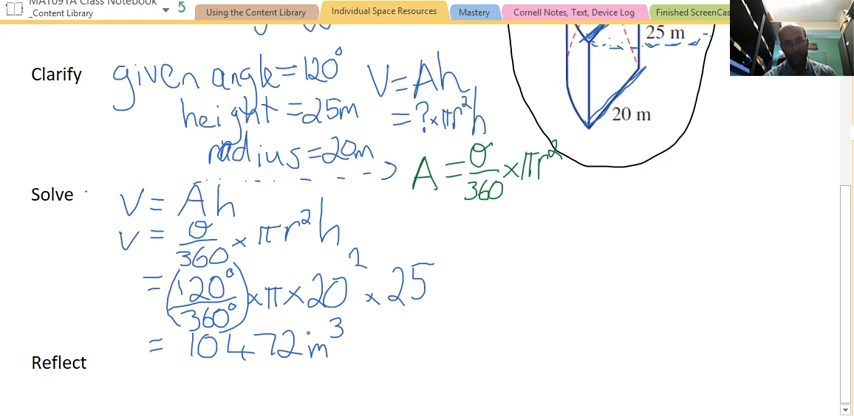 MA091A Class Notebook
_Content Library
5
Using the Content Library
Individual Space Resources
Mastery
Cornell Notes, Text, Device Log
Finished ScreenCas
25 m
20 m
Clarify
given angle = 120°
height = 25m
radius = 20m
V = Ah
= ? × πr²h
A = θ/360 × πr²
Solve
V = Ah
V = θ/360 × πr²h
= (120°/360°) × π × 20² × 25
= 10472 m³
Reflect